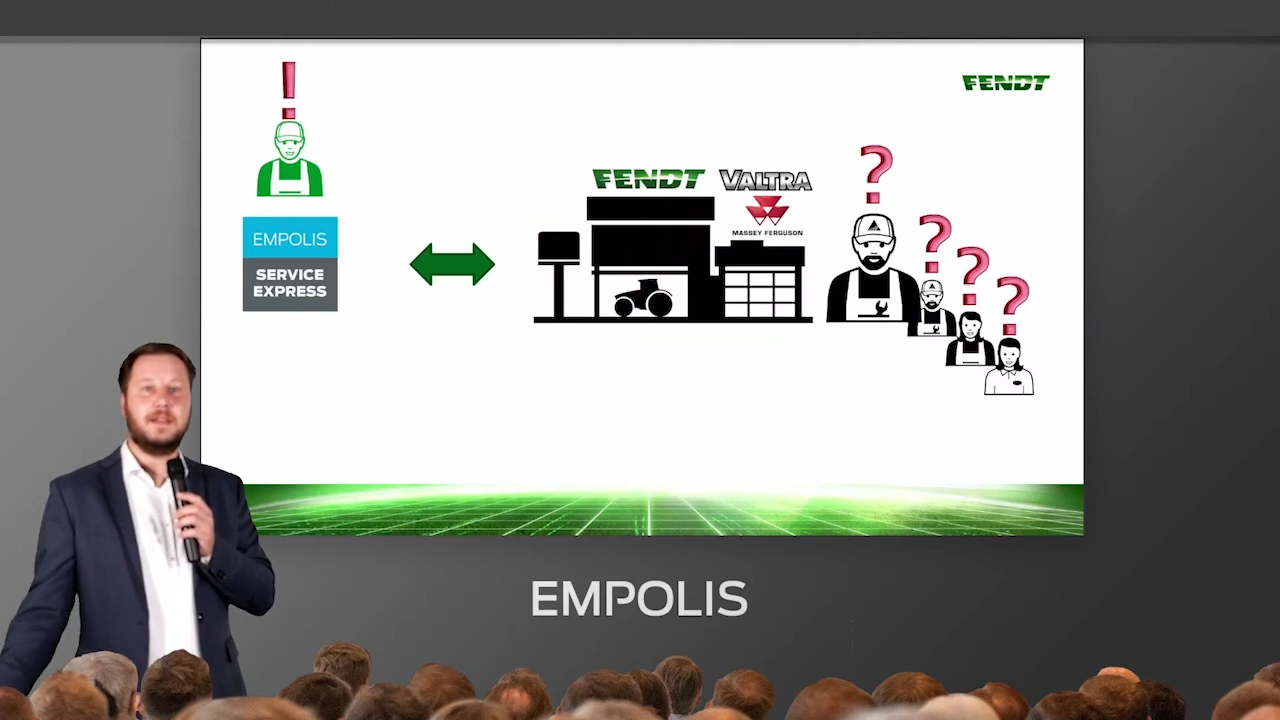 !
FENDT
FENDT
VALTRA
MASSEY FERGUSON
?
?
?
?
EMPOLIS
SERVICE
EXPRESS
EMPOLIS